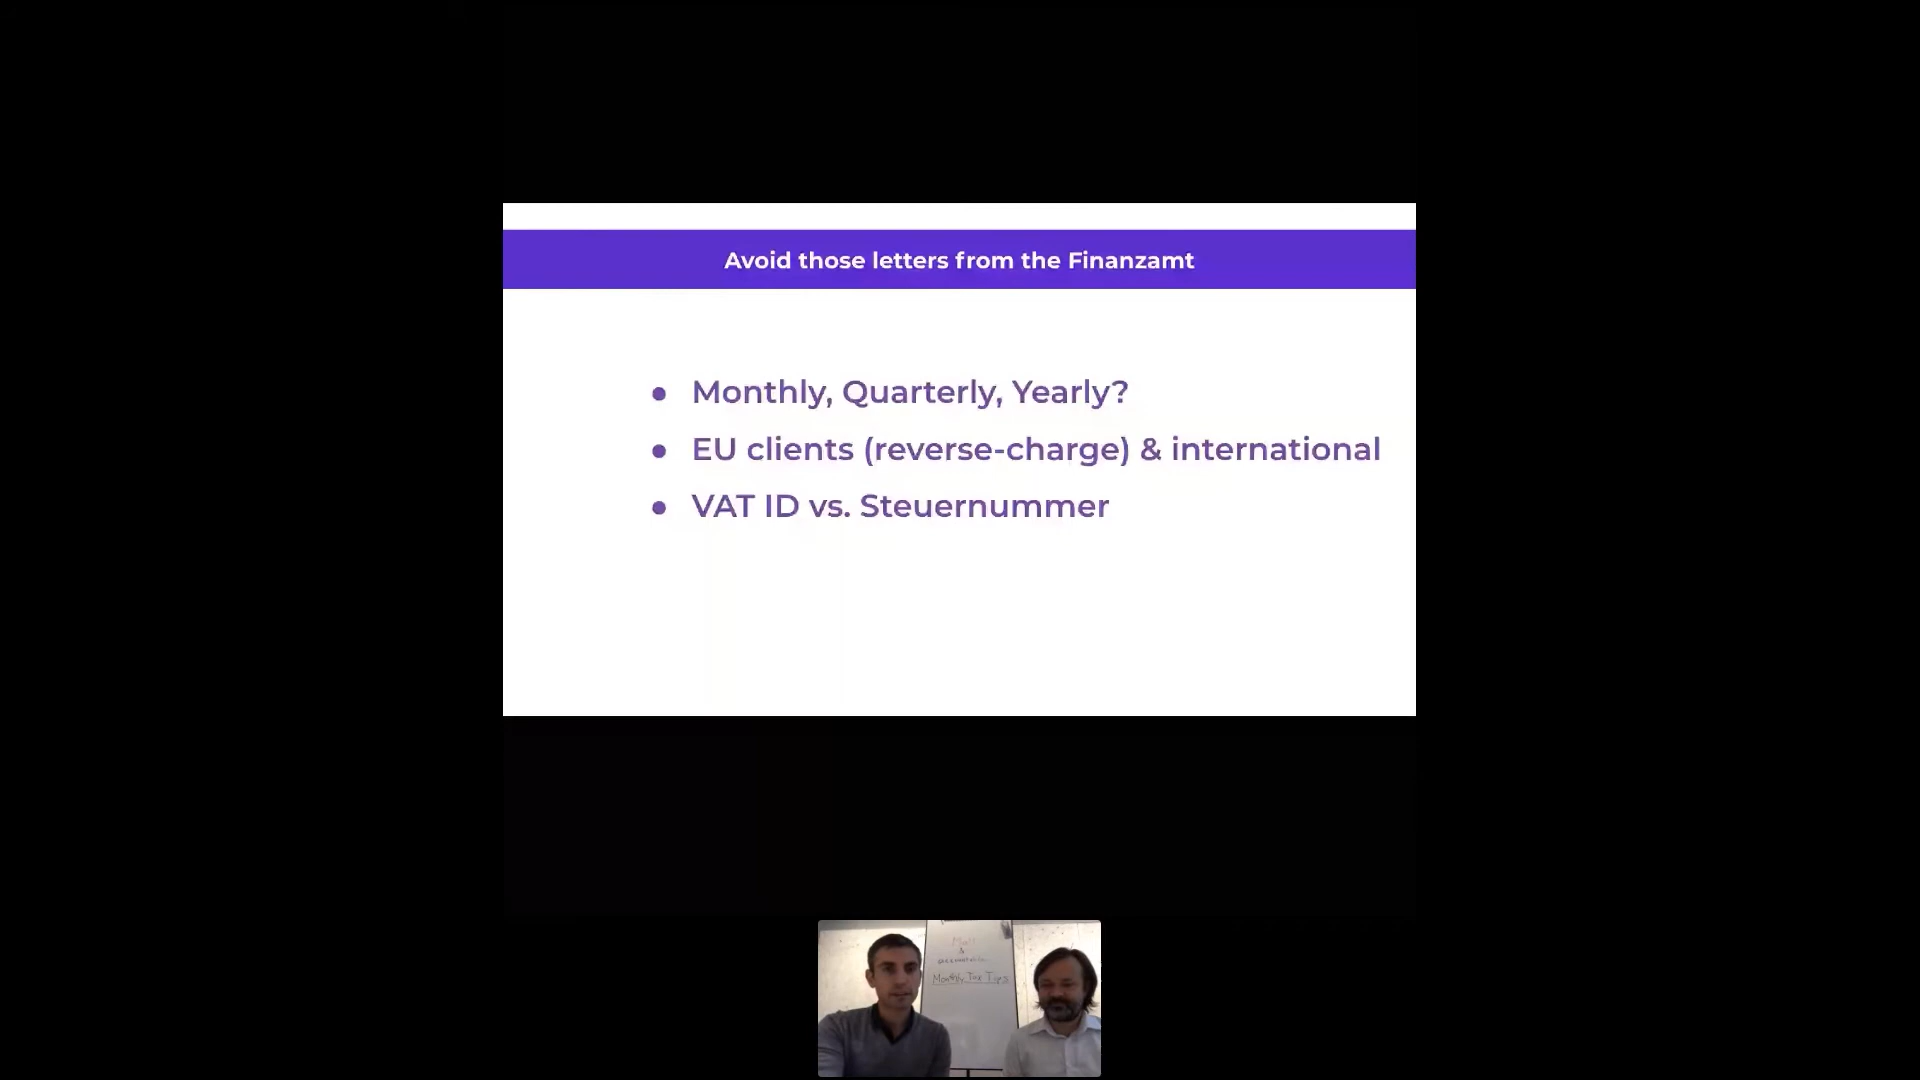 Avoid those letters from the Finanzamt
● Monthly, Quarterly, Yearly?
● EU clients (reverse-charge) & international
● VAT ID vs. Steuernummer
&
Monthly Tax Tips